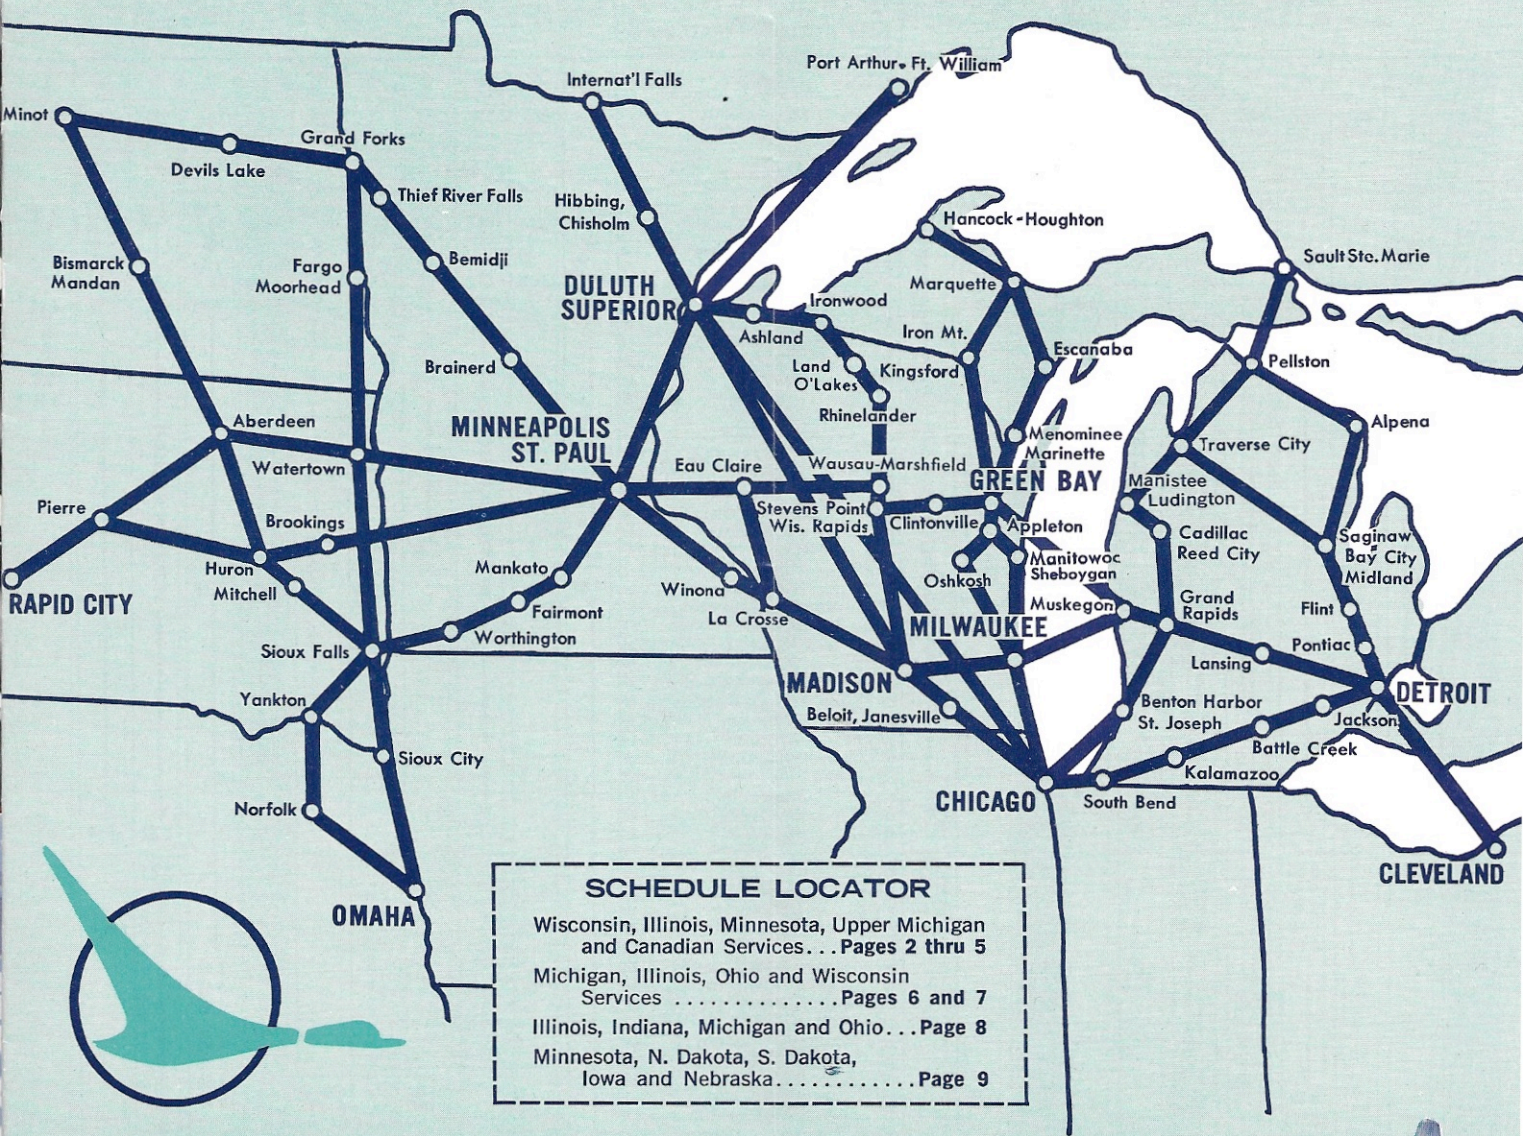 Port Arthur - Ft. William
Internat'l Falls
Minot
Grand Forks
Devils Lake
Thief River Falls
Hibbing,
Chisholm
Hancock-Houghton
Bismarck
Mandan
Fargo
Moorhead
Bemidji
Sault Ste. Marie
DULUTH
SUPERIOR
Marquette
Ironwood
Ashland
Iron Mt.
Kingsford
Escanaba
Brainerd
Land
O'Lakes
Pellston
Rhinelander
Aberdeen
Watertown
MINNEAPOLIS
ST. PAUL
Menominee
Marinette
Traverse City
Alpena
Eau Claire
Wausau-Marshfield
GREEN BAY
Manistee
Ludington
Pierre
Brookings
Stevens Point
Wis. Rapids
Clintonville
Appleton
Cadillac
Reed City
Saginaw
Bay City
Midland
Huron
Mitchell
Mankato
Winona
Oshkosh
Manitowoc
Sheboygan
RAPID CITY
Fairmont
La Crosse
Muskegon
Grand
Rapids
Flint
Worthington
MILWAUKEE
Sioux Falls
Lansing
Pontiac
MADISON
DETROIT
Yankton
Beloit, Janesville
Benton Harbor
St. Joseph
Jackson
Battle Creek
Sioux City
Kalamazoo
Norfolk
CHICAGO
South Bend
CLEVELAND
OMAHA
SCHEDULE LOCATOR
Wisconsin, Illinois, Minnesota, Upper Michigan
and Canadian Services...Pages 2 thru 5
Michigan, Illinois, Ohio and Wisconsin
Services ..............Pages 6 and 7
Illinois, Indiana, Michigan and Ohio...Page 8
Minnesota, N. Dakota, S. Dakota,
Iowa and Nebraska............Page 9